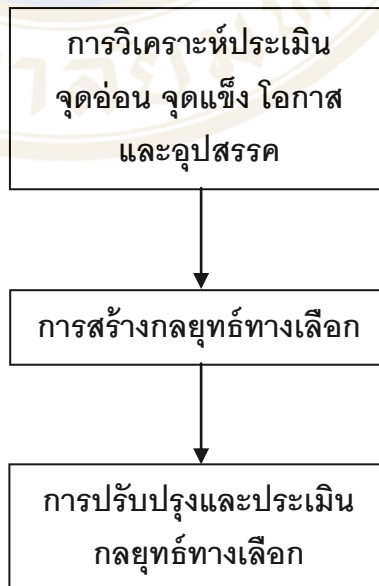 การวิเคราะห์ประเมิน
จุดอ่อน จุดแข็ง โอกาส
และอุปสรรค
การสร้างกลยุทธ์ทางเลือก
การปรับปรุงและประเมิน
กลยุทธ์ทางเลือก